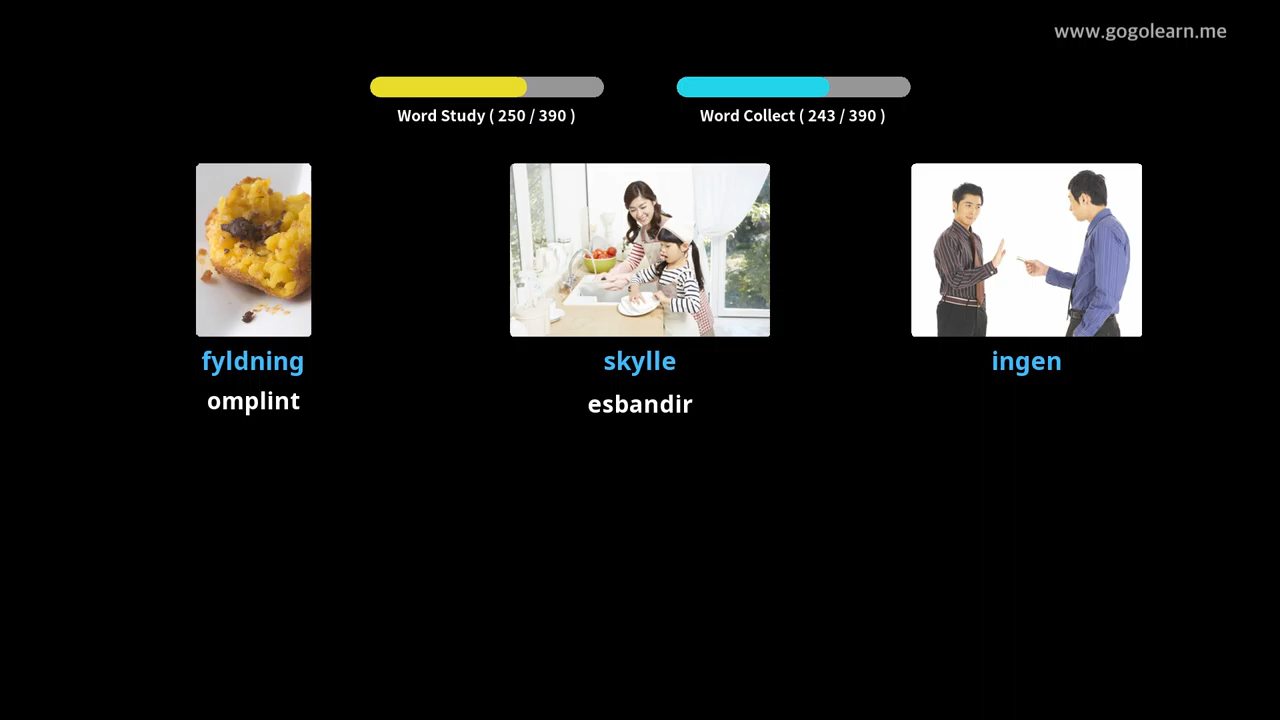 www.gogolearn.me
Word Study ( 250 / 390 )
Word Collect ( 243 / 390 )
fyldning
omplint
skylle
esbandir
ingen